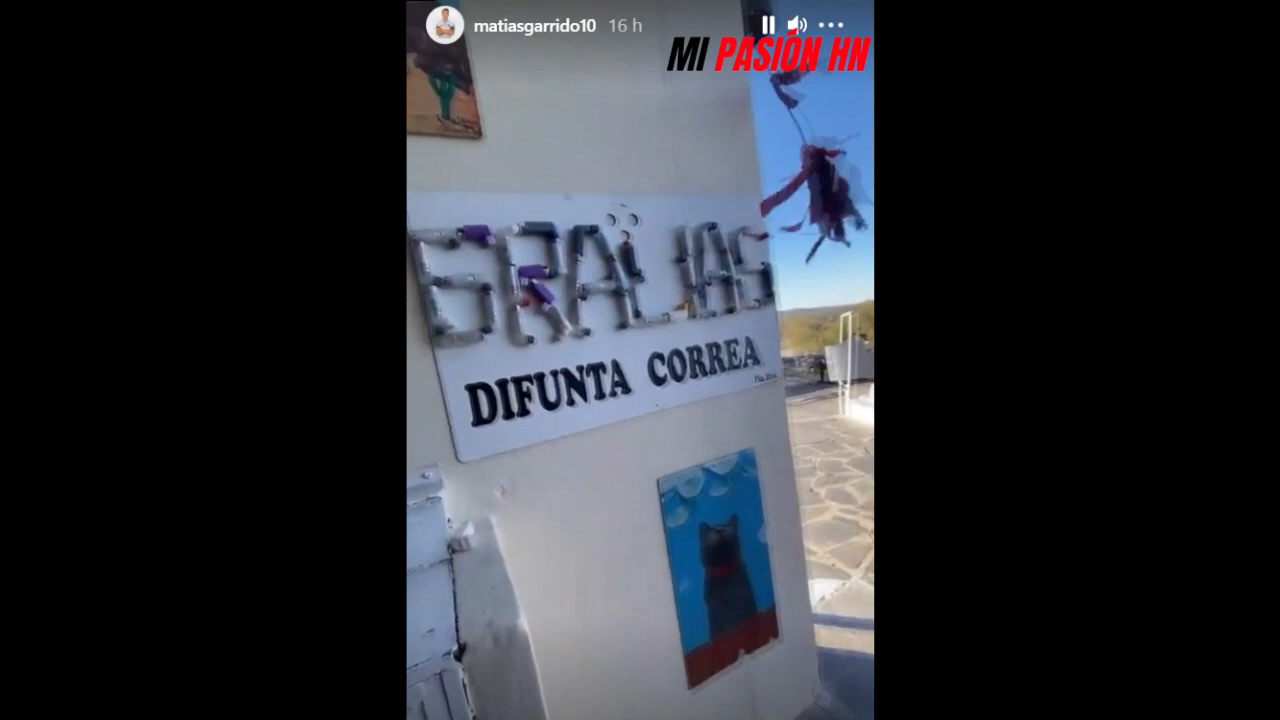 matiasgarrido10 16 h
MI PASIÓN HN
GRACIAS
DIFUNTA CORREA